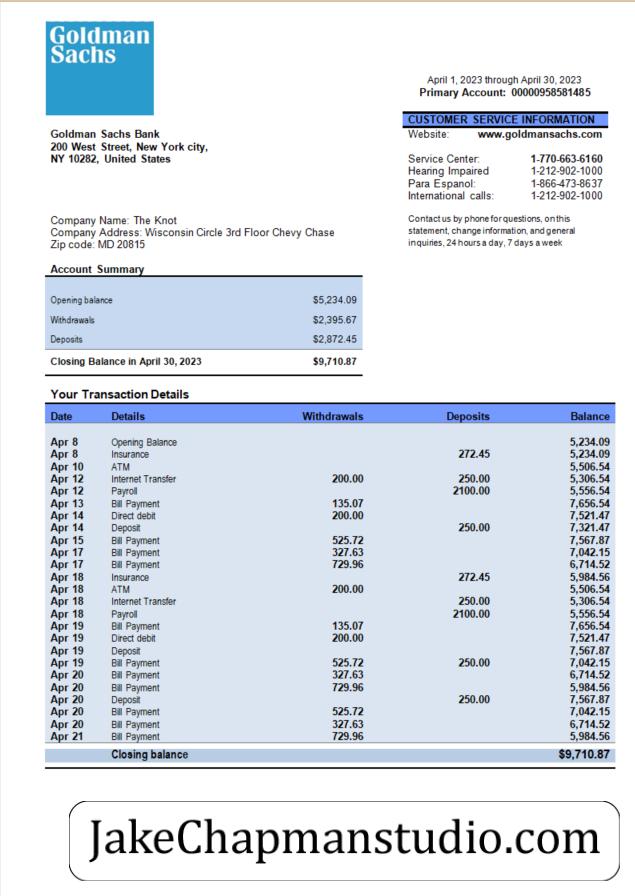 Goldman
Sachs
April 1, 2023 through April 30, 2023
Primary Account: 00000958581485
CUSTOMER SERVICE INFORMATION
Website: www.goldmansachs.com
Service Center: 1-770-663-6160
Hearing Impaired 1-212-902-1000
Para Espanol: 1-866-473-8637
International calls: 1-212-902-1000
Contact us by phone for questions, on this
statement, change information, and general
inquiries, 24 hours a day, 7 days a week
Goldman Sachs Bank
200 West Street, New York city,
NY 10282, United States
Company Name: The Knot
Company Address: Wisconsin Circle 3rd Floor Chevy Chase
Zip code: MD 20815
Account Summary
Opening balance $5,234.09
Withdrawals $2,395.67
Deposits $2,872.45
Closing Balance in April 30, 2023 $9,710.87
Your Transaction Details
Date Details Withdrawals Deposits Balance
Apr 8 Opening Balance 5,234.09
Apr 8 Insurance 272.45 5,234.09
Apr 10 ATM 5,506.54
Apr 12 Internet Transfer 200.00 250.00 5,306.54
Apr 12 Payroll 2100.00 5,556.54
Apr 13 Bill Payment 135.07 7,656.54
Apr 14 Direct debit 200.00 7,521.47
Apr 14 Deposit 250.00 7,321.47
Apr 15 Bill Payment 525.72 7,567.87
Apr 17 Bill Payment 327.63 7,042.15
Apr 17 Bill Payment 729.96 6,714.52
Apr 18 Insurance 272.45 5,984.56
Apr 18 ATM 200.00 5,506.54
Apr 18 Internet Transfer 250.00 5,306.54
Apr 18 Payroll 2100.00 5,556.54
Apr 19 Bill Payment 135.07 7,656.54
Apr 19 Direct debit 200.00 7,521.47
Apr 19 Deposit 7,567.87
Apr 19 Bill Payment 525.72 250.00 7,042.15
Apr 20 Bill Payment 327.63 6,714.52
Apr 20 Bill Payment 729.96 5,984.56
Apr 20 Deposit 250.00 7,567.87
Apr 20 Bill Payment 525.72 7,042.15
Apr 20 Bill Payment 327.63 6,714.52
Apr 21 Bill Payment 729.96 5,984.56
Closing balance $9,710.87
JakeChapmanstudio.com